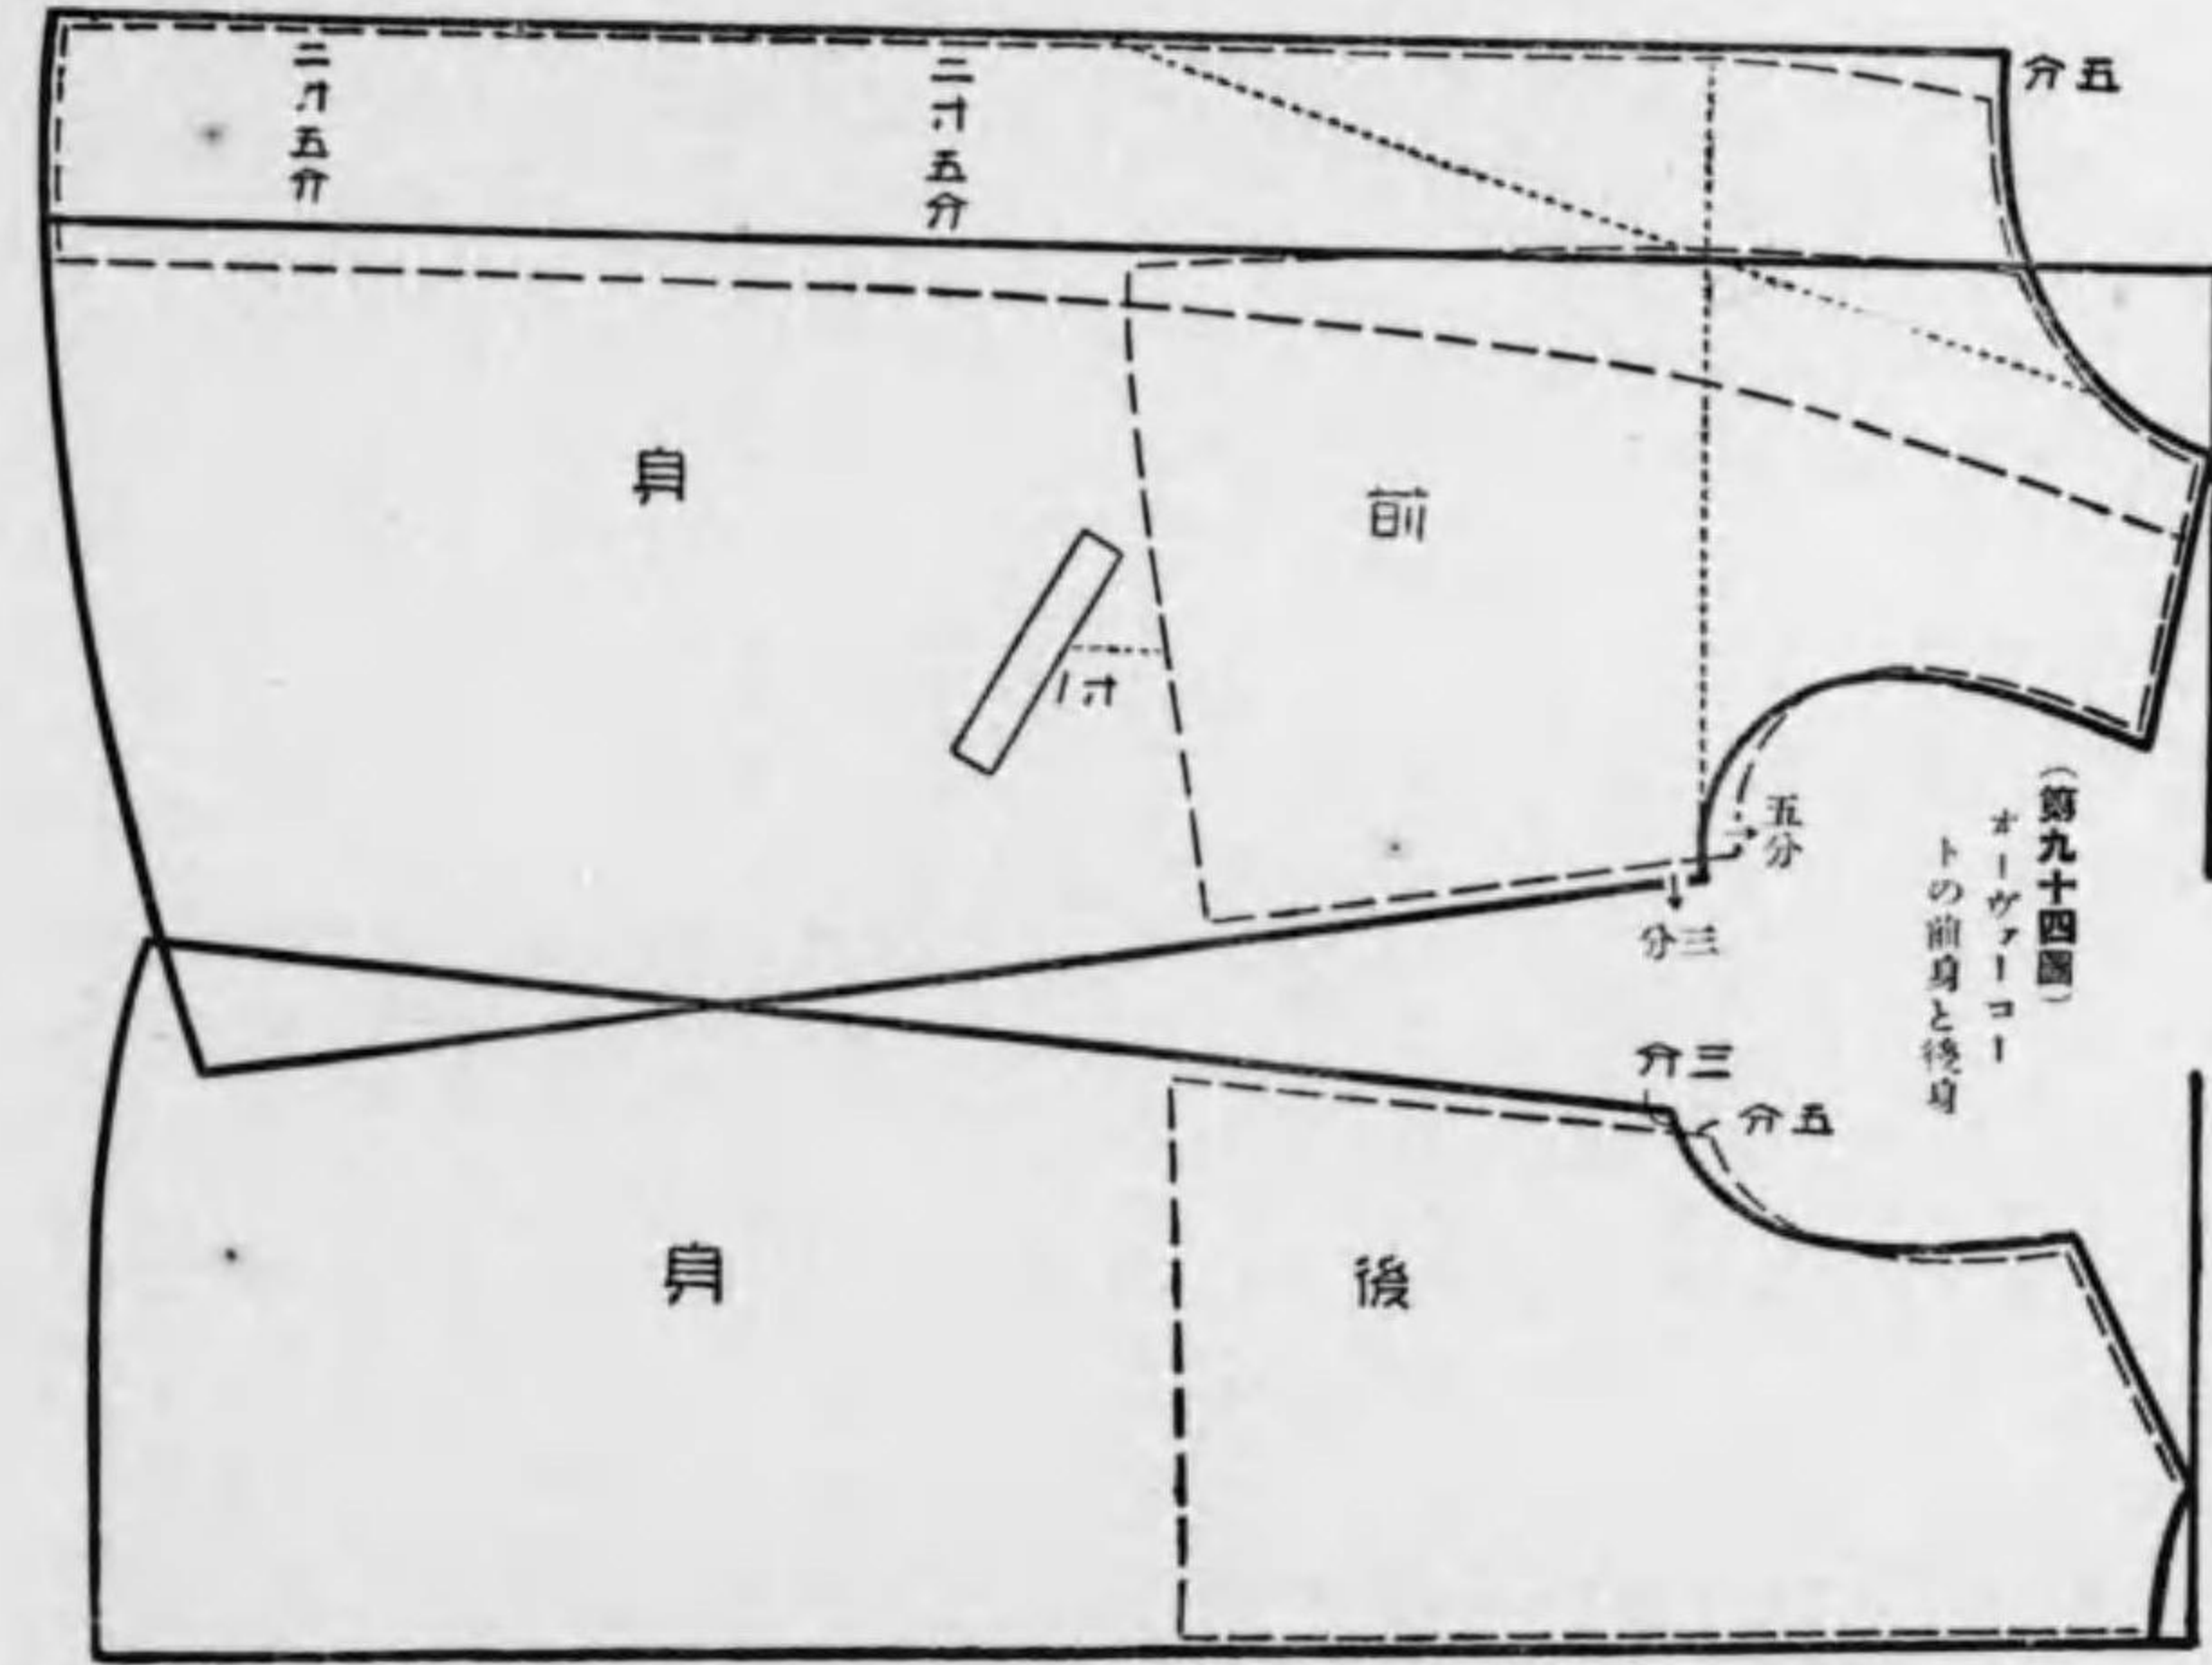 (第九十四圖)
オーヴァーコー
トの前身と後身
五分
二寸五分
二寸五分
前身
一寸
五分
三分
三分
五分
後身